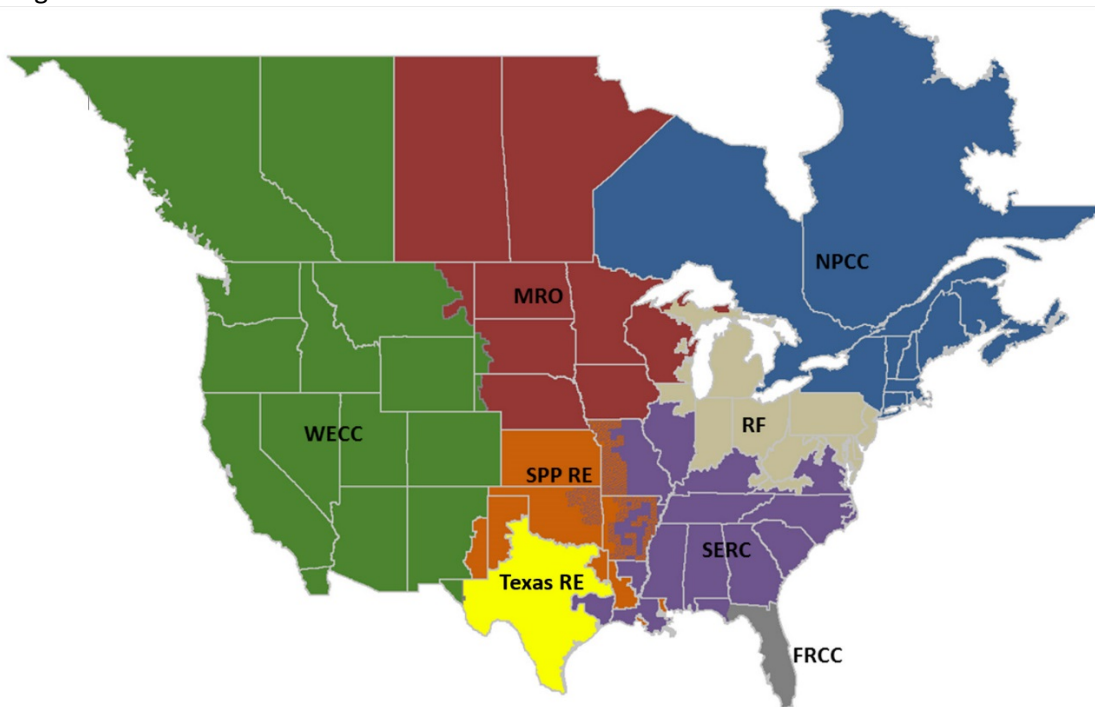 NPCC
MRO
RF
WECC
SPP RE
SERC
Texas RE
FRCC